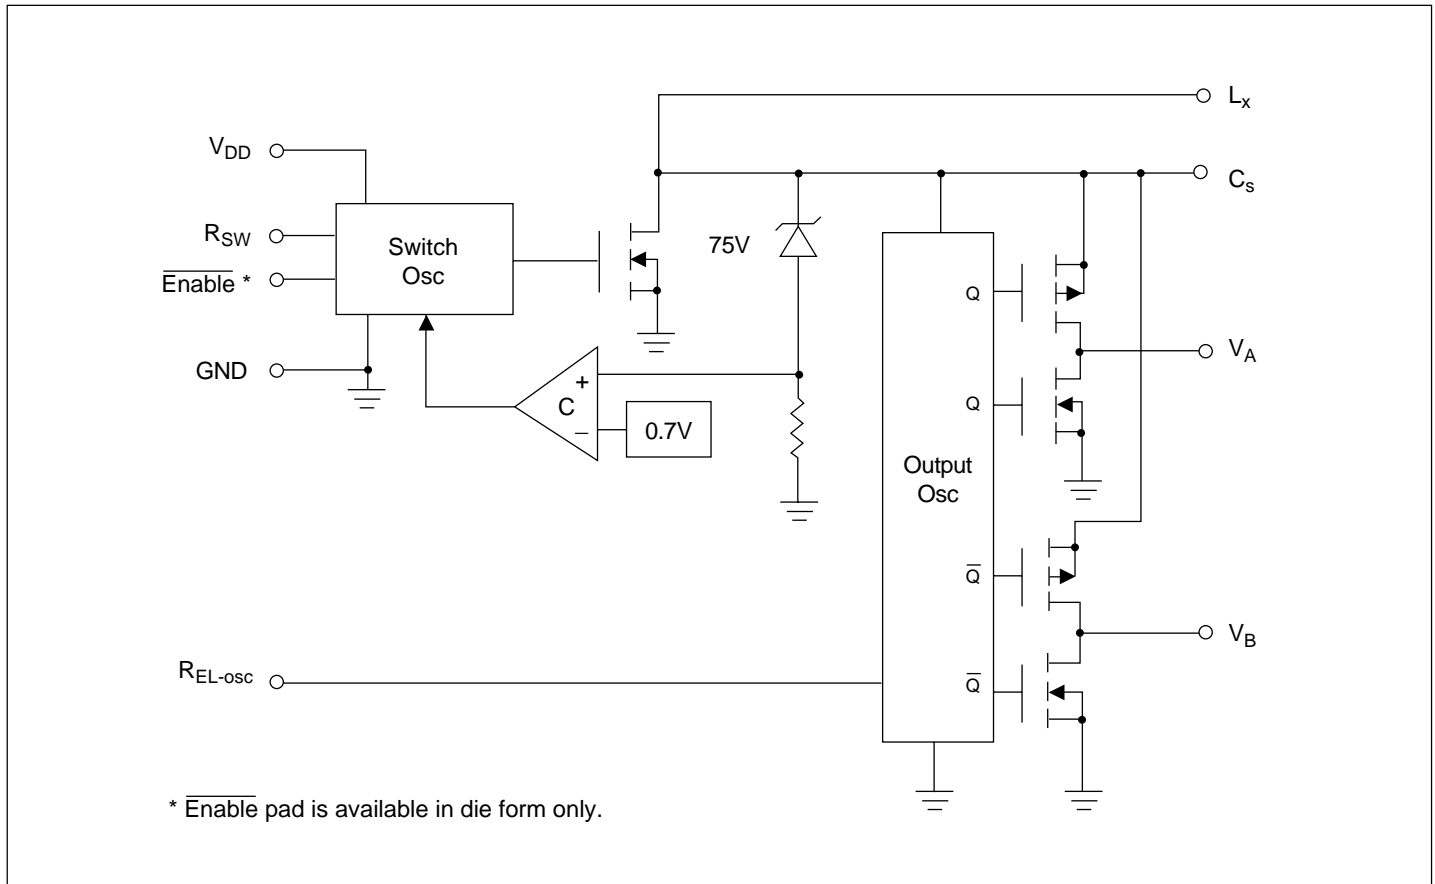 Lx
VDD
Cs
RSW
Switch
Osc
75V
Enable *
Q
VA
GND
+
C
–
0.7V
Q
Output
Osc
Q̅
VB
REL-osc
Q̅
* Enable pad is available in die form only.